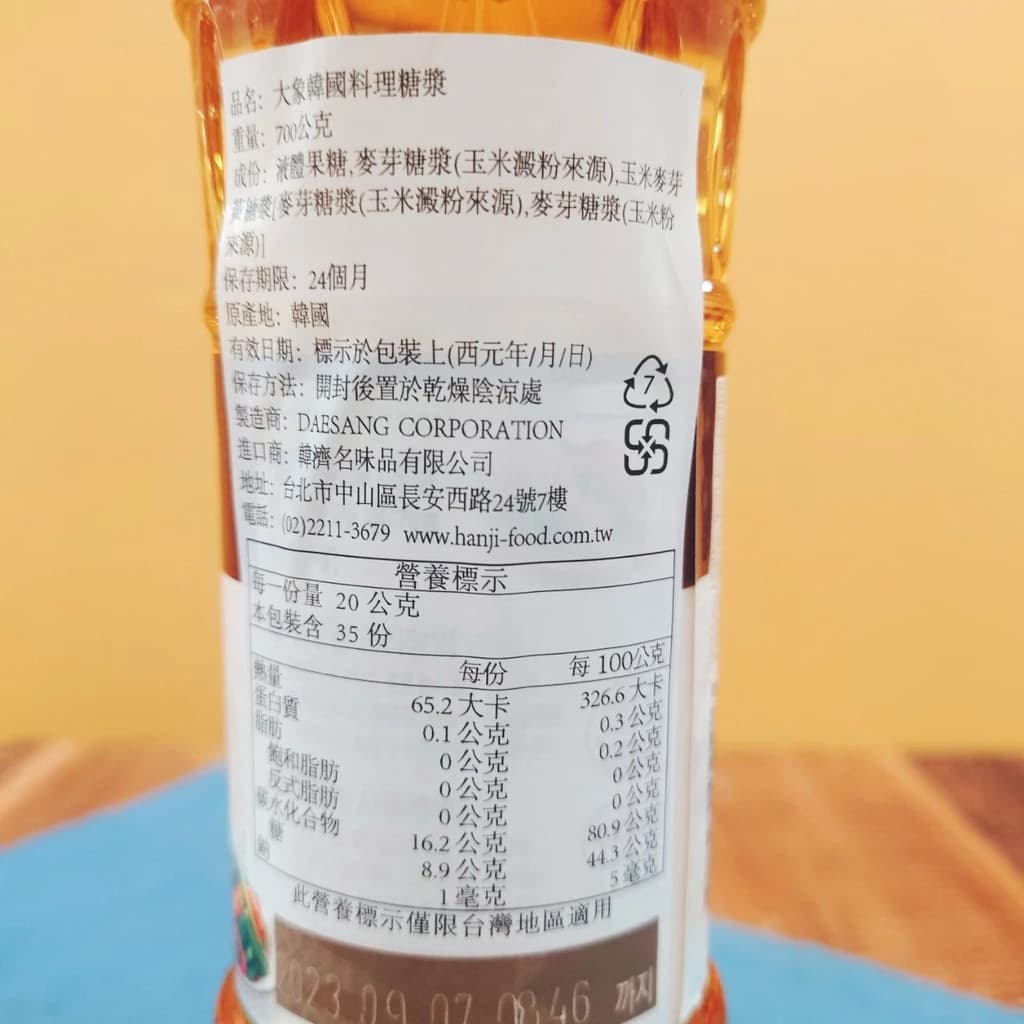 品名: 大象韓國料理糖漿
重量: 700公克
成份: 液體果糖,麥芽糖漿(玉米澱粉來源),玉米麥芽
糖漿[麥芽糖漿(玉米澱粉來源),麥芽糖漿(玉米粉
來源)]
保存期限: 24個月
原產地: 韓國
有效日期: 標示於包裝上(西元年/月/日)
保存方法: 開封後置於乾燥陰涼處
製造商: DAESANG CORPORATION
進口商: 韓濟名味品有限公司
地址: 台北市中山區長安西路24號7樓
電話: (02)2211-3679 www.hanji-food.com.tw
7
營養標示
每一份量 20 公克
本包裝含 35 份
每份 每 100公克
熱量 65.2 大卡 326.6 大卡
蛋白質 0.1 公克 0.3 公克
脂肪 0 公克 0.2 公克
飽和脂肪 0 公克 0 公克
反式脂肪 0 公克 0 公克
碳水化合物 16.2 公克 80.9 公克
糖 8.9 公克 44.3 公克
鈉 1 毫克 5 毫克
此營養標示僅限台灣地區適用
2023.09.07 08:46 까지